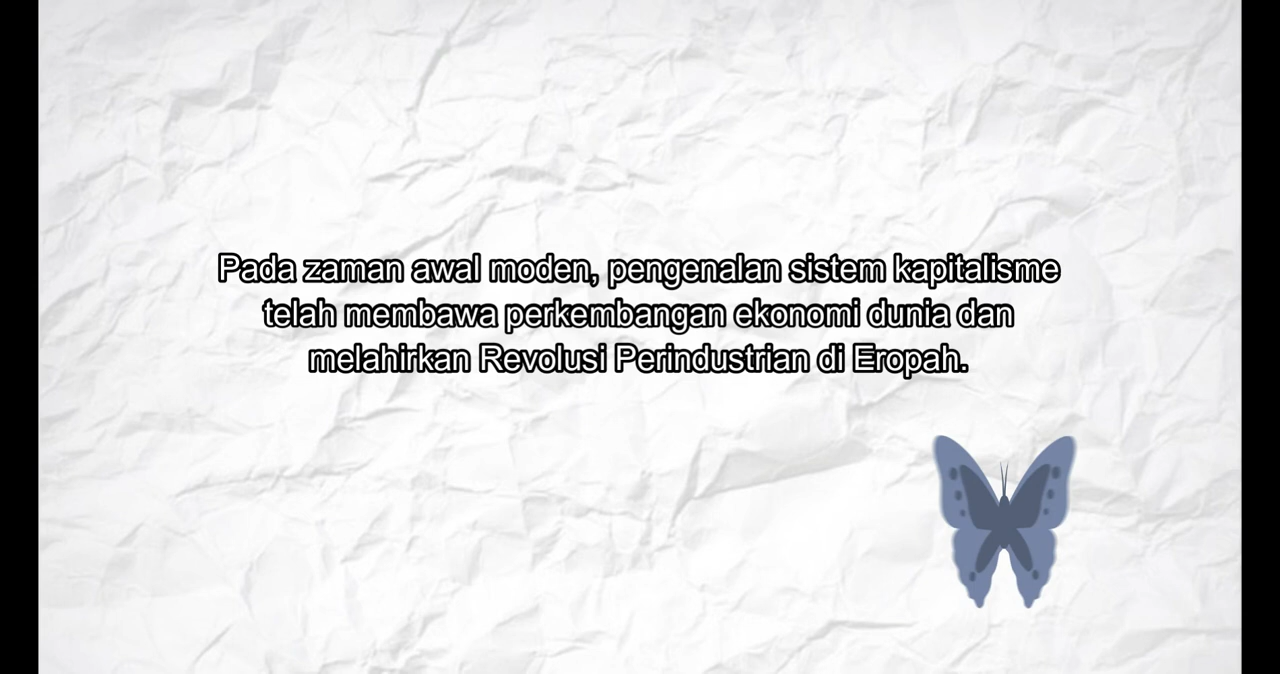 Pada zaman awal moden, pengenalan sistem kapitalisme
telah membawa perkembangan ekonomi dunia dan
melahirkan Revolusi Perindustrian di Eropah.